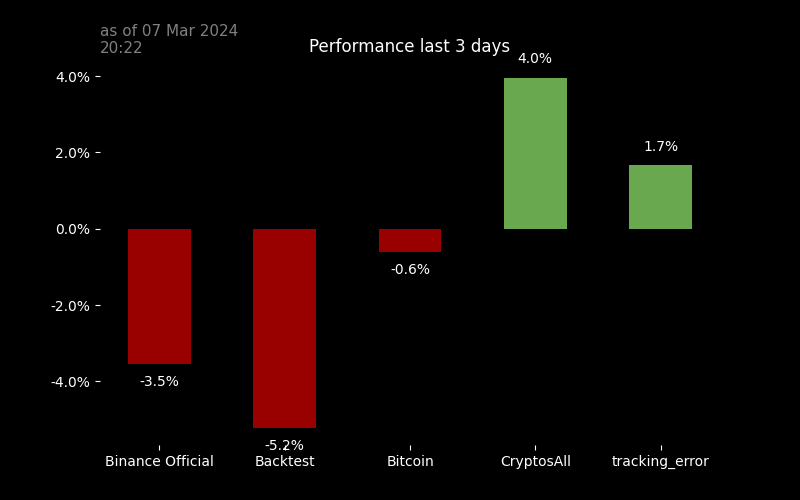 as of 07 Mar 2024
20:22
Performance last 3 days
4.0%
4.0%
1.7%
2.0%
0.0%
-0.6%
-2.0%
-3.5%
-4.0%
-5.2%
Binance Official
Backtest
Bitcoin
CryptosAll
tracking_error